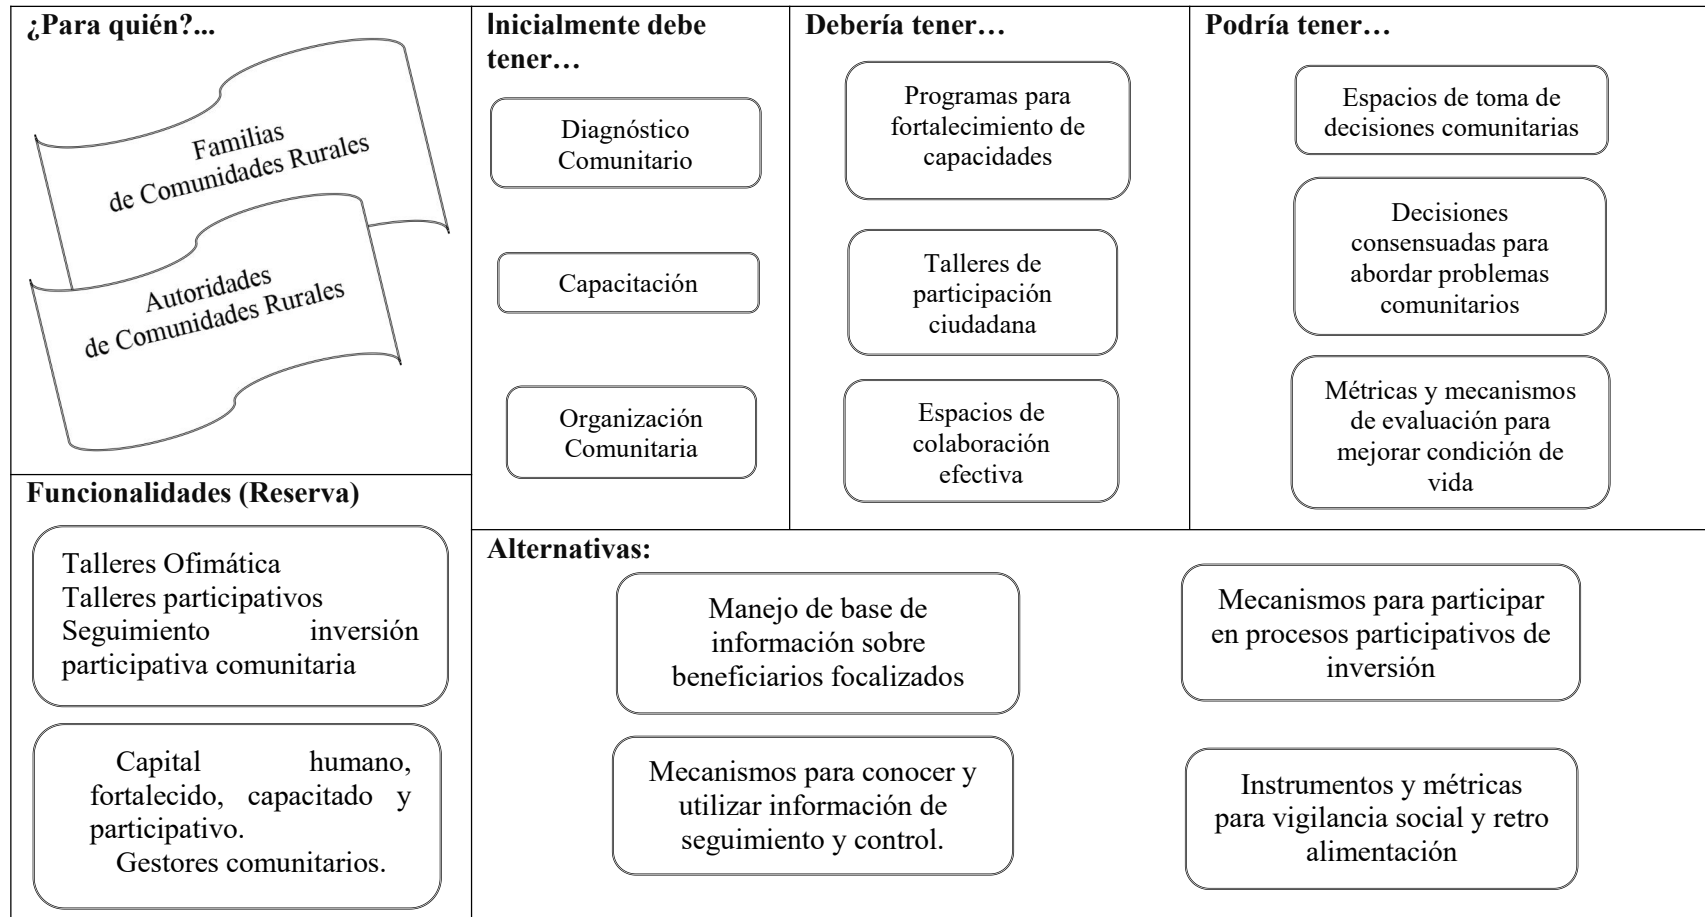 ¿Para quién?...
Familias
de Comunidades Rurales
Autoridades
de Comunidades Rurales
Inicialmente debe
tener…
Diagnóstico
Comunitario
Capacitación
Organización
Comunitaria
Debería tener…
Programas para
fortalecimiento de
capacidades
Talleres de
participación
ciudadana
Espacios de
colaboración
efectiva
Podría tener…
Espacios de toma de
decisiones comunitarias
Decisiones
consensuadas para
abordar problemas
comunitarios
Métricas y mecanismos
de evaluación para
mejorar condición de
vida
Funcionalidades (Reserva)
Talleres Ofimática
Talleres participativos
Seguimiento inversión
participativa comunitaria
Capital humano,
fortalecido, capacitado y
participativo.
Gestores comunitarios.
Alternativas:
Manejo de base de
información sobre
beneficiarios focalizados
Mecanismos para participar
en procesos participativos de
inversión
Mecanismos para conocer y
utilizar información de
seguimiento y control.
Instrumentos y métricas
para vigilancia social y retro
alimentación